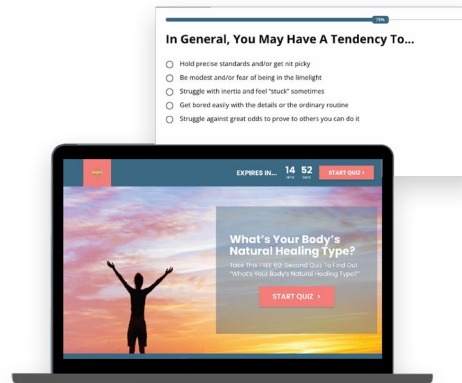 75%
In General, You May Have A Tendency To...
Hold precise standards and/or get nit picky
Be modest and/or fear of being in the limelight
Struggle with inertia and feel "stuck" sometimes
Get bored easily with the details or the ordinary routine
Struggle against great odds to prove to others you can do it
EXPIRES IN... 14 52 START QUIZ >
What's Your Body's
Natural Healing Type?
Take This FREE 60-Second Quiz To Find Out
"What's Your Body's Natural Healing Type?"
START QUIZ >